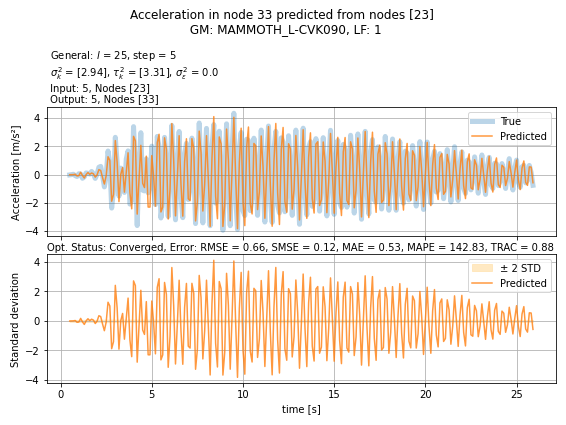 Acceleration in node 33 predicted from nodes [23]
GM: MAMMOTH_L-CVK090, LF: 1
General: l = 25, step = 5
σ²ₖ = [2.94], τ²ₖ = [3.31], σ²ᵣ = 0.0
Input: 5, Nodes [23]
Output: 5, Nodes [33]
Acceleration [m/s²]
4
2
0
−2
−4
True
Predicted
Opt. Status: Converged, Error: RMSE = 0.66, SMSE = 0.12, MAE = 0.53, MAPE = 142.83, TRAC = 0.88
Standard deviation
4
2
0
−2
−4
± 2 STD
Predicted
0 5 10 15 20 25
time [s]